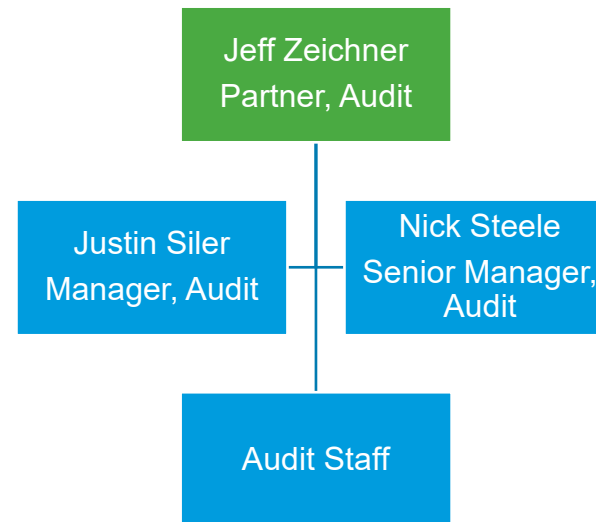 Jeff Zeichner
Partner, Audit
Justin Siler
Manager, Audit
Nick Steele
Senior Manager,
Audit
Audit Staff